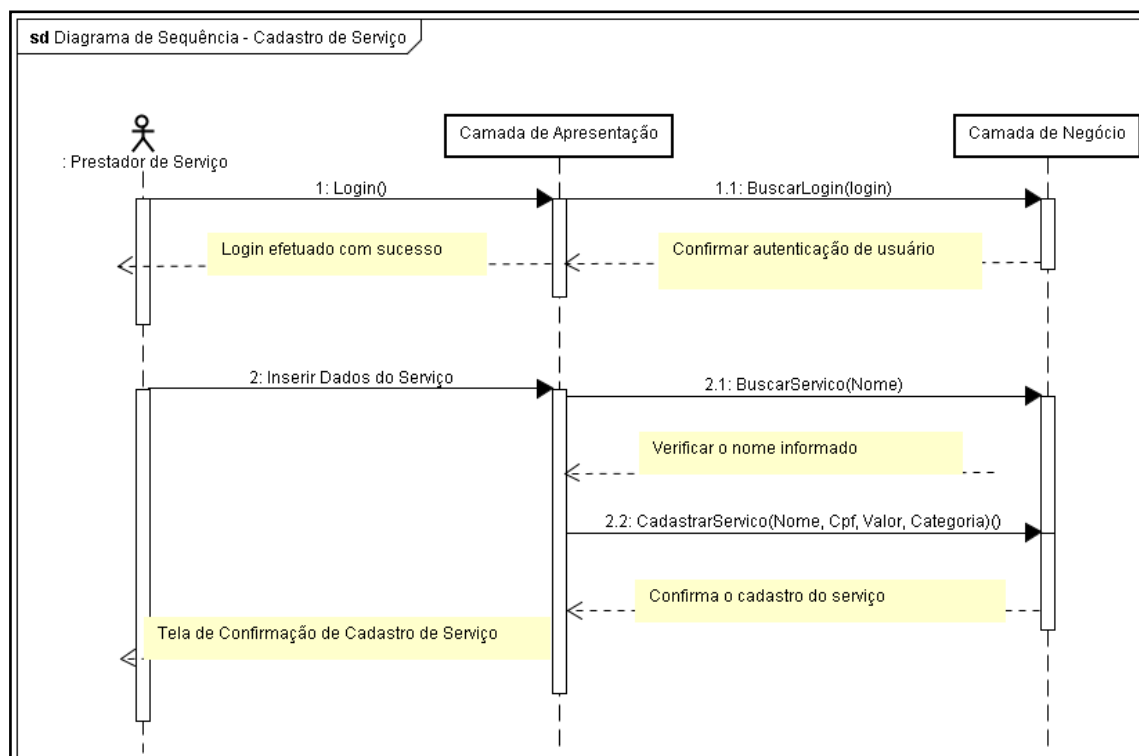 sd Diagrama de Sequência - Cadastro de Serviço
: Prestador de Serviço
Camada de Apresentação
Camada de Negócio
1: Login()
1.1: BuscarLogin(login)
Login efetuado com sucesso
Confirmar autenticação de usuário
2: Inserir Dados do Serviço
2.1: BuscarServico(Nome)
Verificar o nome informado
2.2: CadastrarServico(Nome, Cpf, Valor, Categoria)()
Confirma o cadastro do serviço
Tela de Confirmação de Cadastro de Serviço